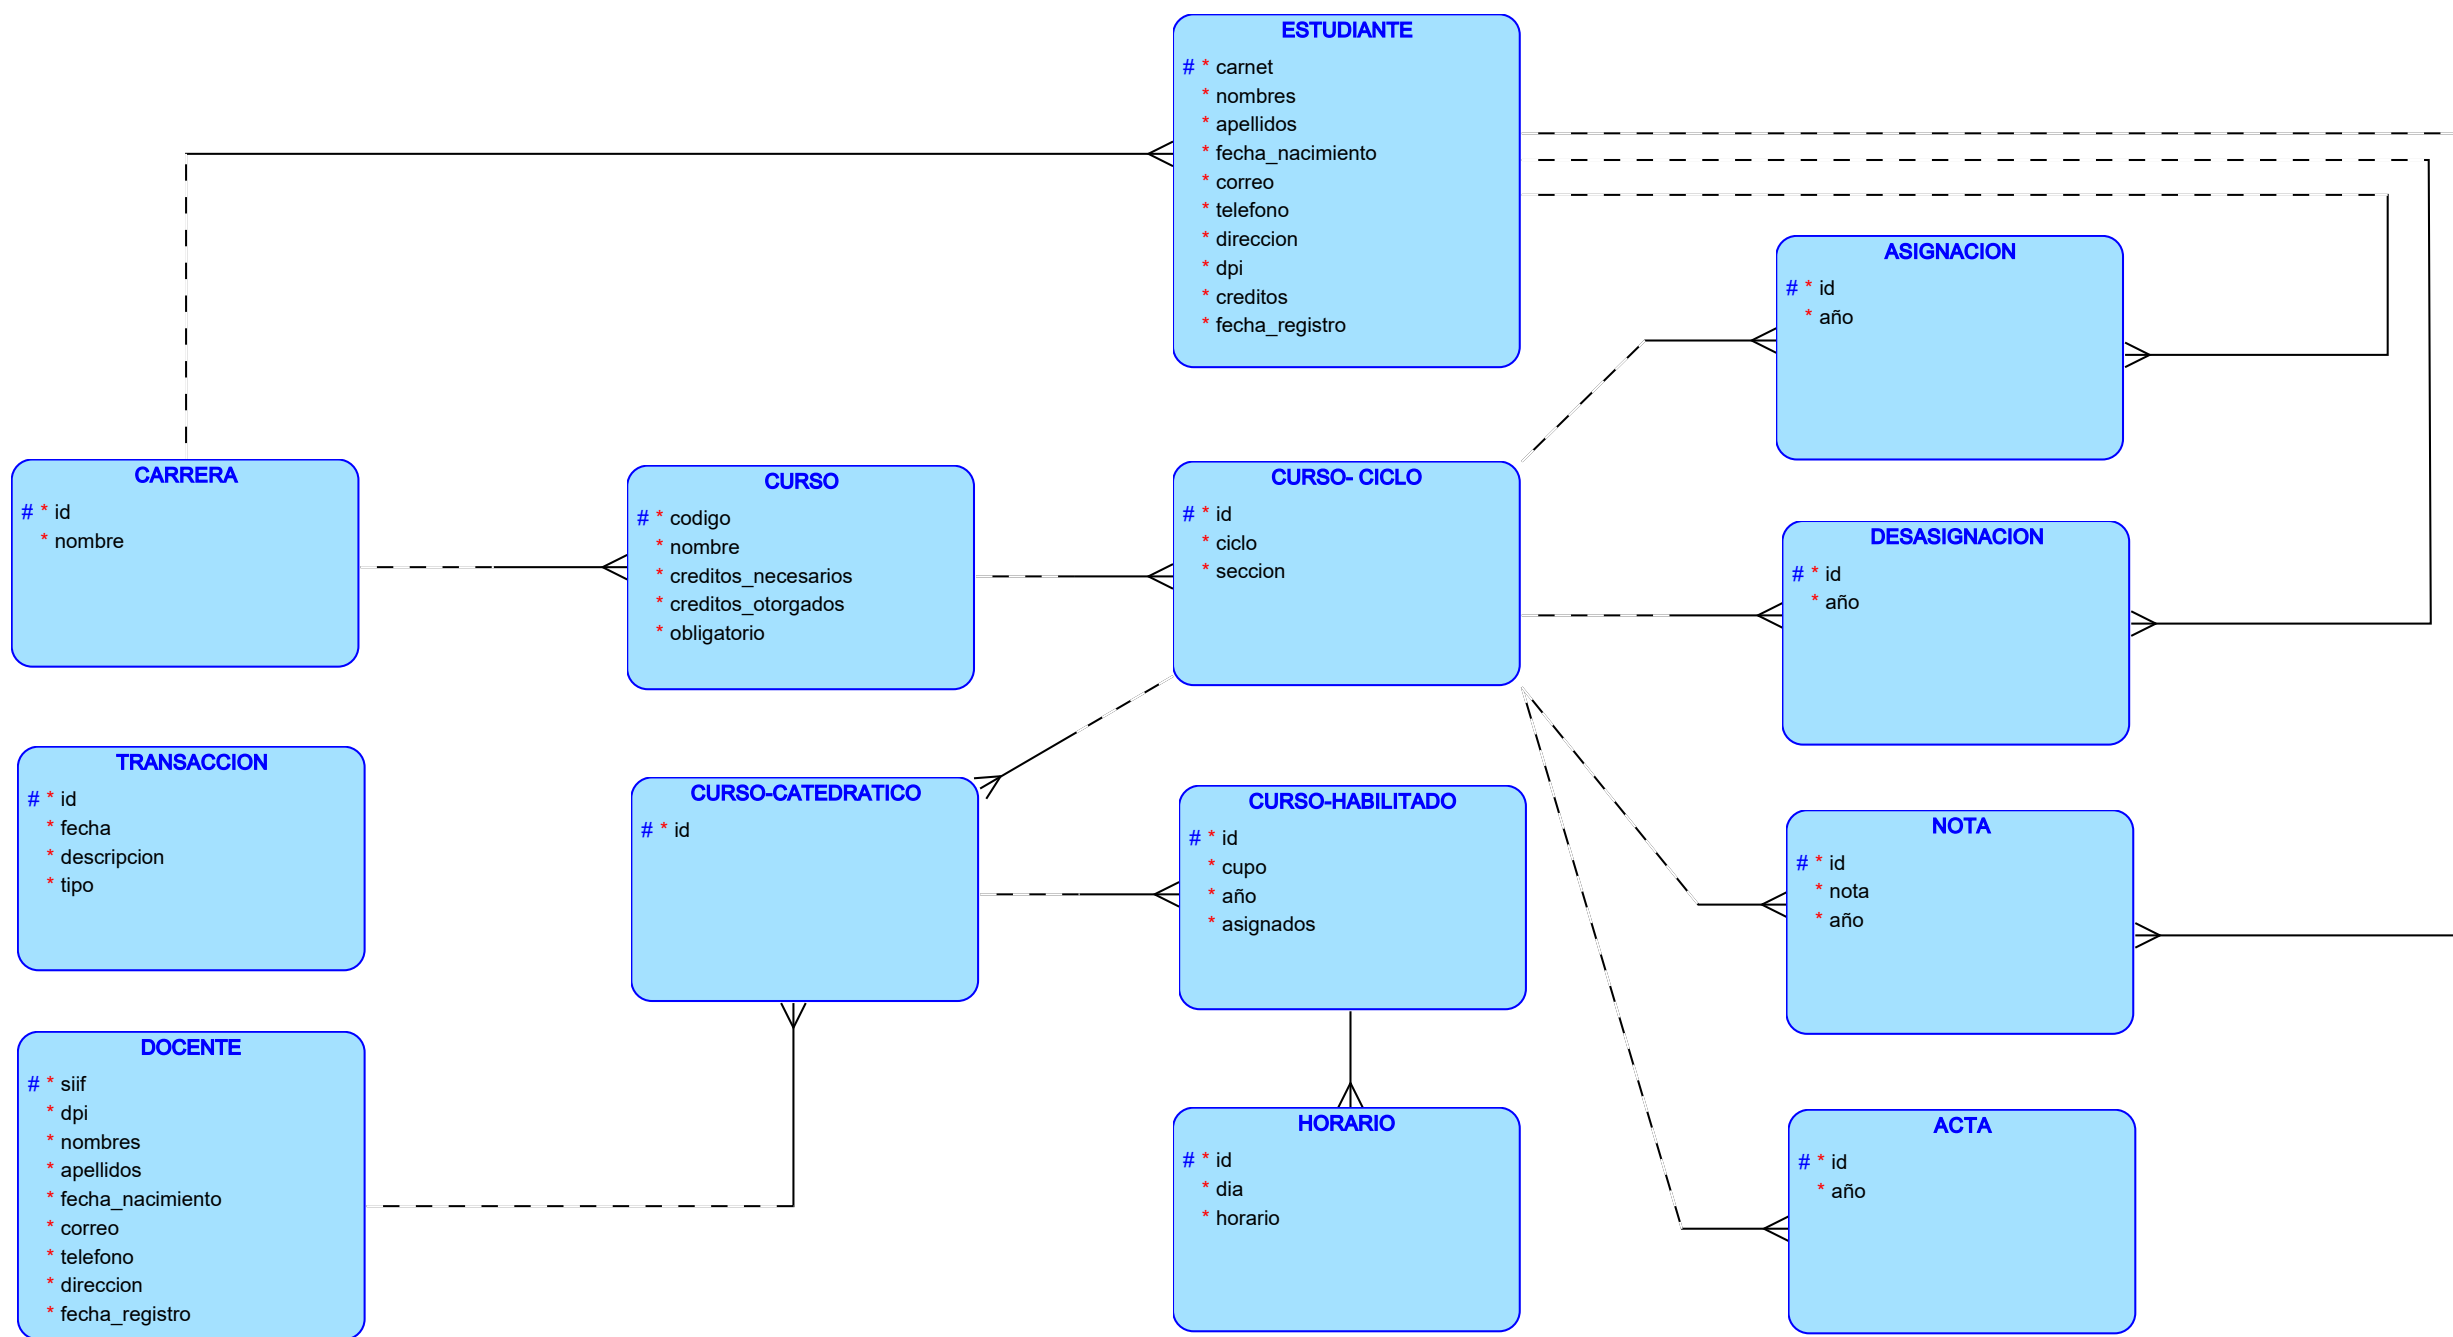 ESTUDIANTE
# * carnet
* nombres
* apellidos
* fecha_nacimiento
* correo
* telefono
* direccion
* dpi
* creditos
* fecha_registro
ASIGNACION
# * id
* año
CARRERA
# * id
* nombre
CURSO
# * codigo
* nombre
* creditos_necesarios
* creditos_otorgados
* obligatorio
CURSO- CICLO
# * id
* ciclo
* seccion
DESASIGNACION
# * id
* año
TRANSACCION
# * id
* fecha
* descripcion
* tipo
CURSO-CATEDRATICO
# * id
CURSO-HABILITADO
# * id
* cupo
* año
* asignados
NOTA
# * id
* nota
* año
DOCENTE
# * siif
* dpi
* nombres
* apellidos
* fecha_nacimiento
* correo
* telefono
* direccion
* fecha_registro
HORARIO
# * id
* dia
* horario
ACTA
# * id
* año